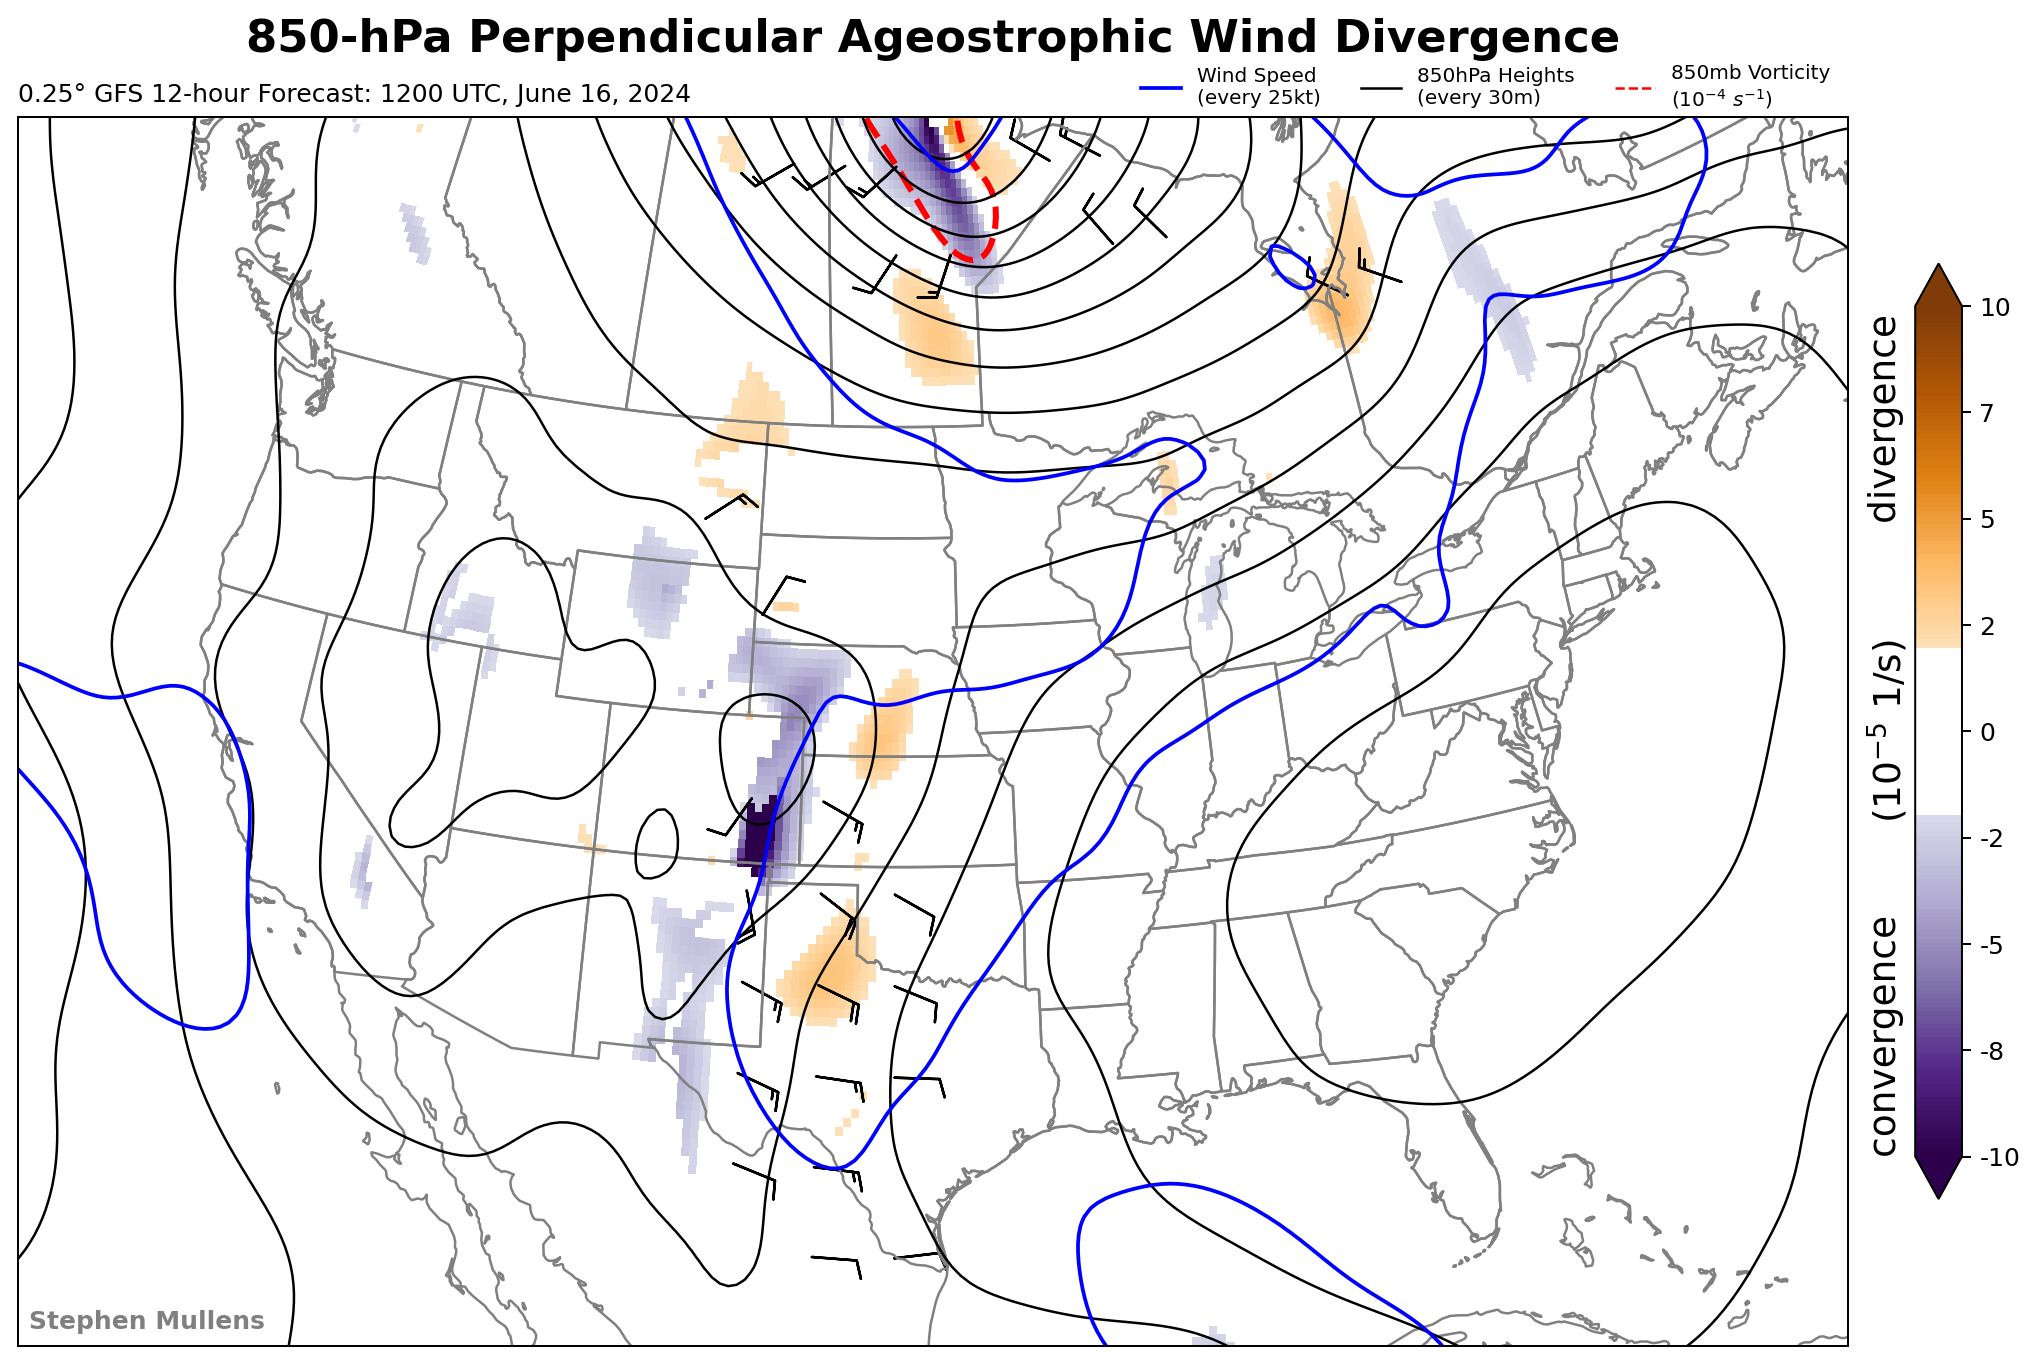 850-hPa Perpendicular Ageostrophic Wind Divergence
0.25° GFS 12-hour Forecast: 1200 UTC, June 16, 2024
Wind Speed
(every 25kt)
850hPa Heights
(every 30m)
850mb Vorticity
(10⁻⁴ s⁻¹)
10
7
5
2
0
-2
-5
-8
-10
convergence (10⁻⁵ 1/s) divergence
Stephen Mullens